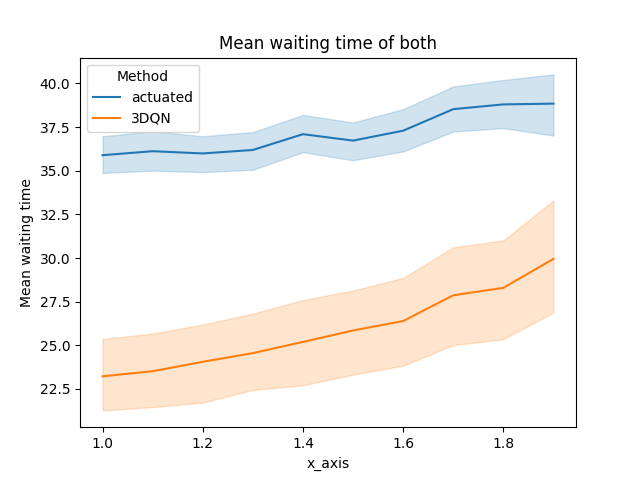 Mean waiting time of both
Method
actuated
3DQN
40.0
37.5
35.0
32.5
30.0
27.5
25.0
22.5
Mean waiting time
1.0 1.2 1.4 1.6 1.8
x_axis